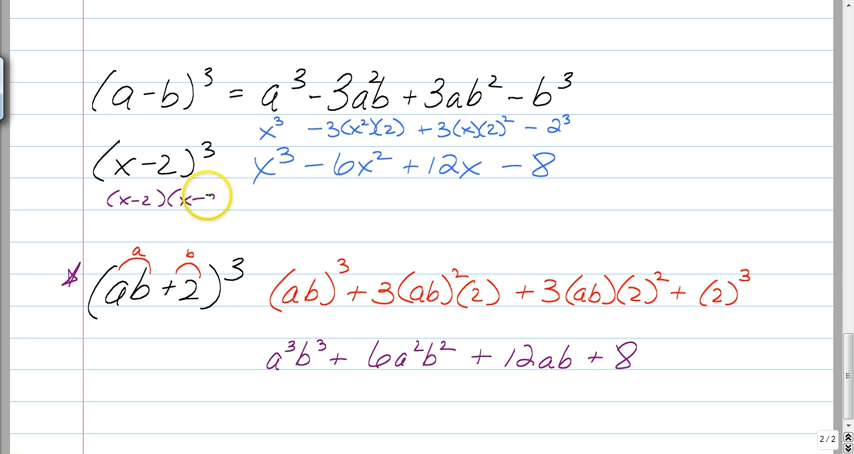 (a-b)³ = a³ - 3a²b + 3ab² - b³
x³ - 3(x²)(2) + 3(x)(2)² - 2³
(x-2)³ x³ - 6x² + 12x - 8
(x-2)(x-
a b
(ab+2)³ (ab)³ + 3(ab)²(2) + 3(ab)(2)² + (2)³
a³b³ + 6a²b² + 12ab + 8
2/2